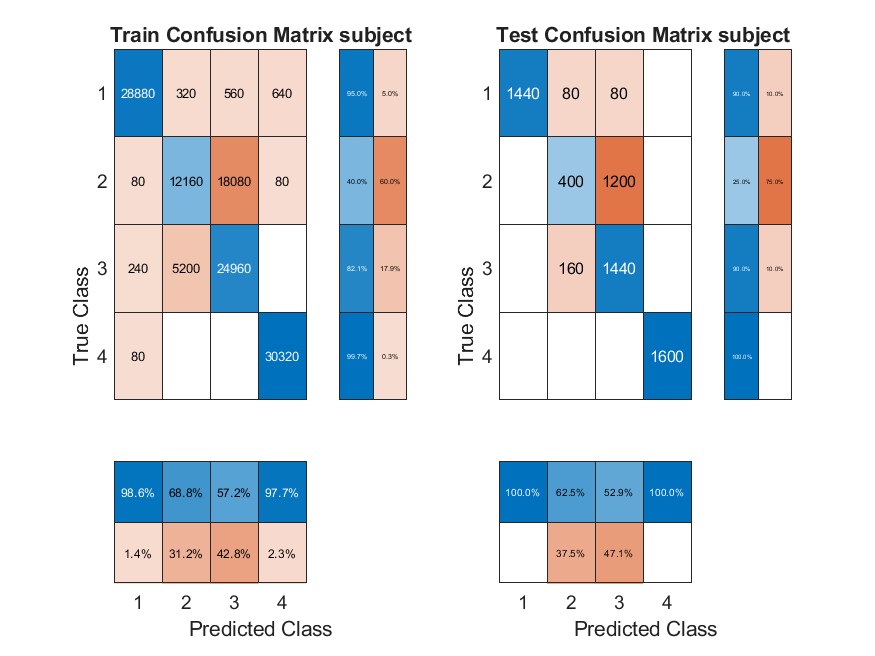 Train Confusion Matrix subject
True Class
1 28880 320 560 640 95.0% 5.0%
2 80 12160 18080 80 40.0% 60.0%
3 240 5200 24960 82.1% 17.9%
4 80 30320 99.7% 0.3%
98.6% 68.8% 57.2% 97.7%
1.4% 31.2% 42.8% 2.3%
1 2 3 4
Predicted Class
Test Confusion Matrix subject
True Class
1 1440 80 80 90.0% 10.0%
2 400 1200 25.0% 75.0%
3 160 1440 90.0% 10.0%
4 1600 100.0%
100.0% 62.5% 52.9% 100.0%
37.5% 47.1%
1 2 3 4
Predicted Class